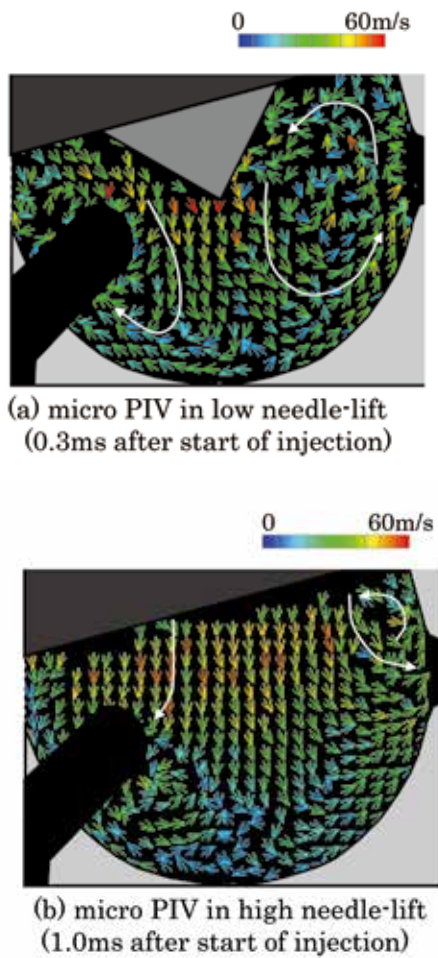 0 60m/s
(a) micro PIV in low needle-lift
(0.3ms after start of injection)
0 60m/s
(b) micro PIV in high needle-lift
(1.0ms after start of injection)